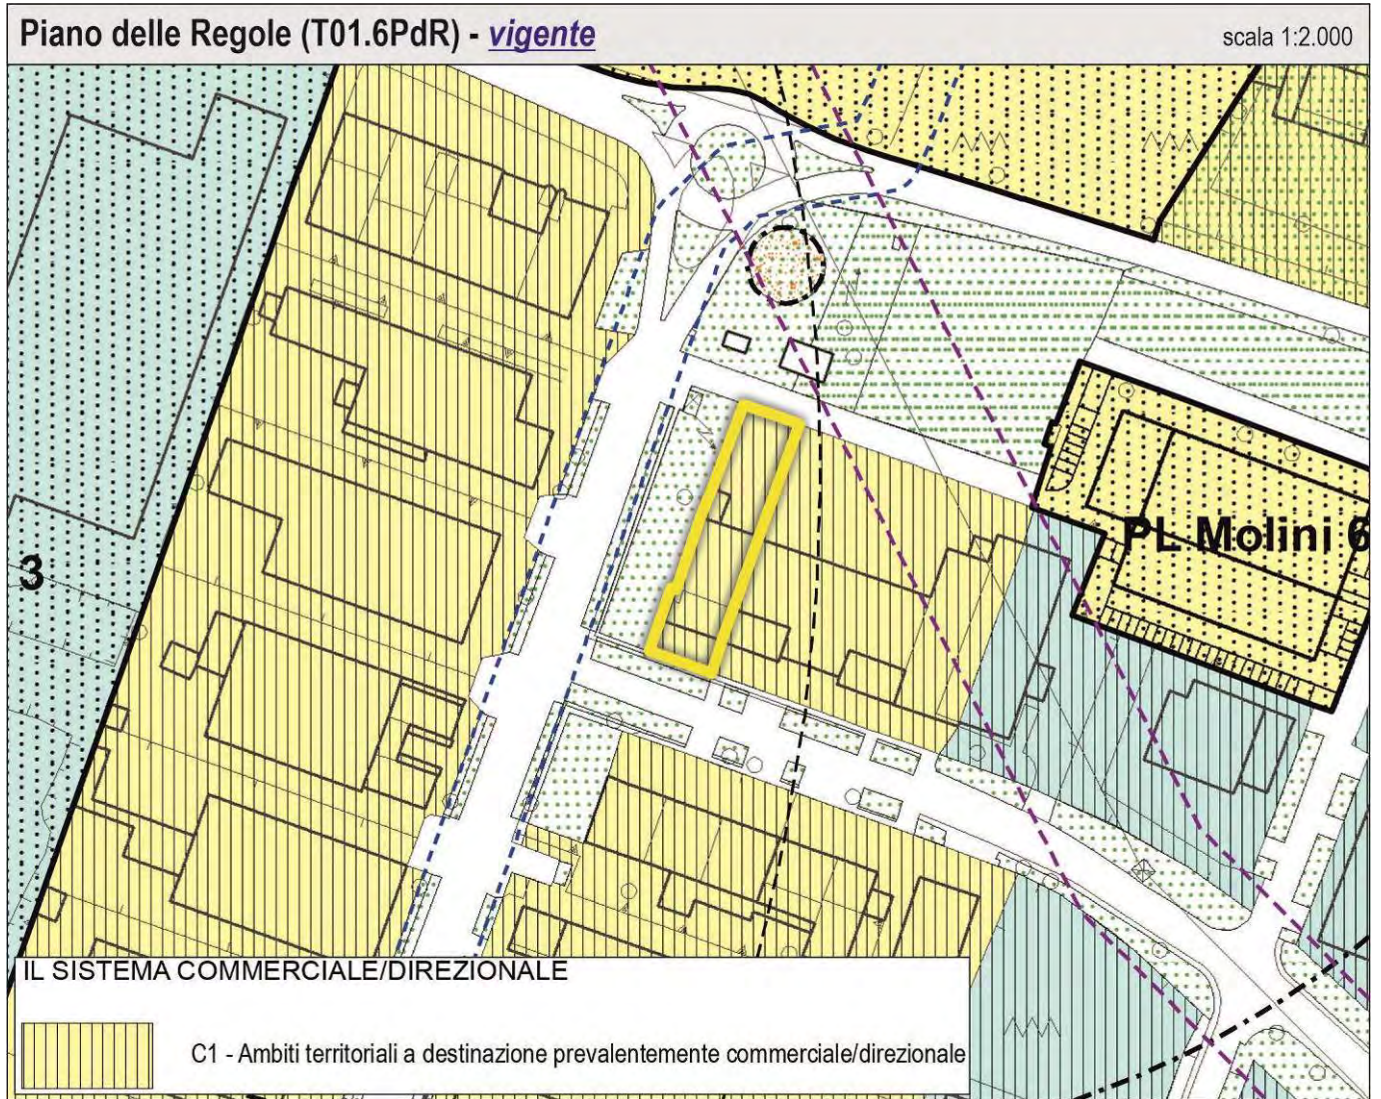 Piano delle Regole (T01.6PdR) - vigente
scala 1:2.000
3
PL Molini 6
IL SISTEMA COMMERCIALE/DIREZIONALE
C1 - Ambiti territoriali a destinazione prevalentemente commerciale/direzionale